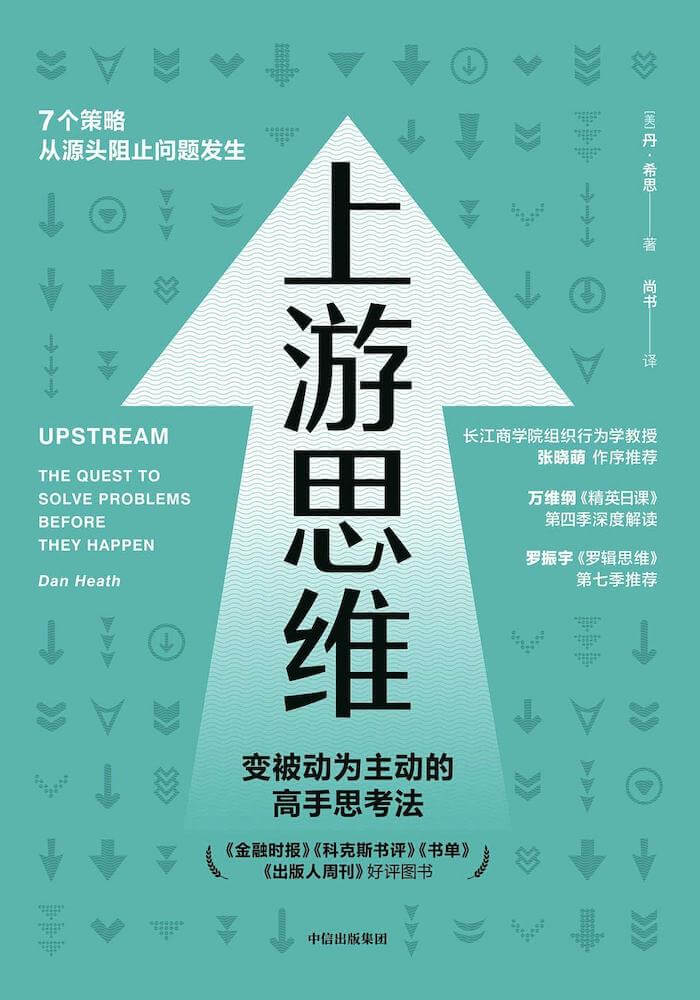 7个策略
从源头阻止问题发生
[美]丹·希思——著
尚书——译
上游思维
UPSTREAM
THE QUEST TO
SOLVE PROBLEMS
BEFORE
THEY HAPPEN
Dan Heath
长江商学院组织行为学教授
张晓萌 作序推荐
万维纲《精英日课》
第四季深度解读
罗振宇《罗辑思维》
第七季推荐
变被动为主动的
高手思考法
《金融时报》《科克斯书评》《书单》
《出版人周刊》好评图书
中信出版集团